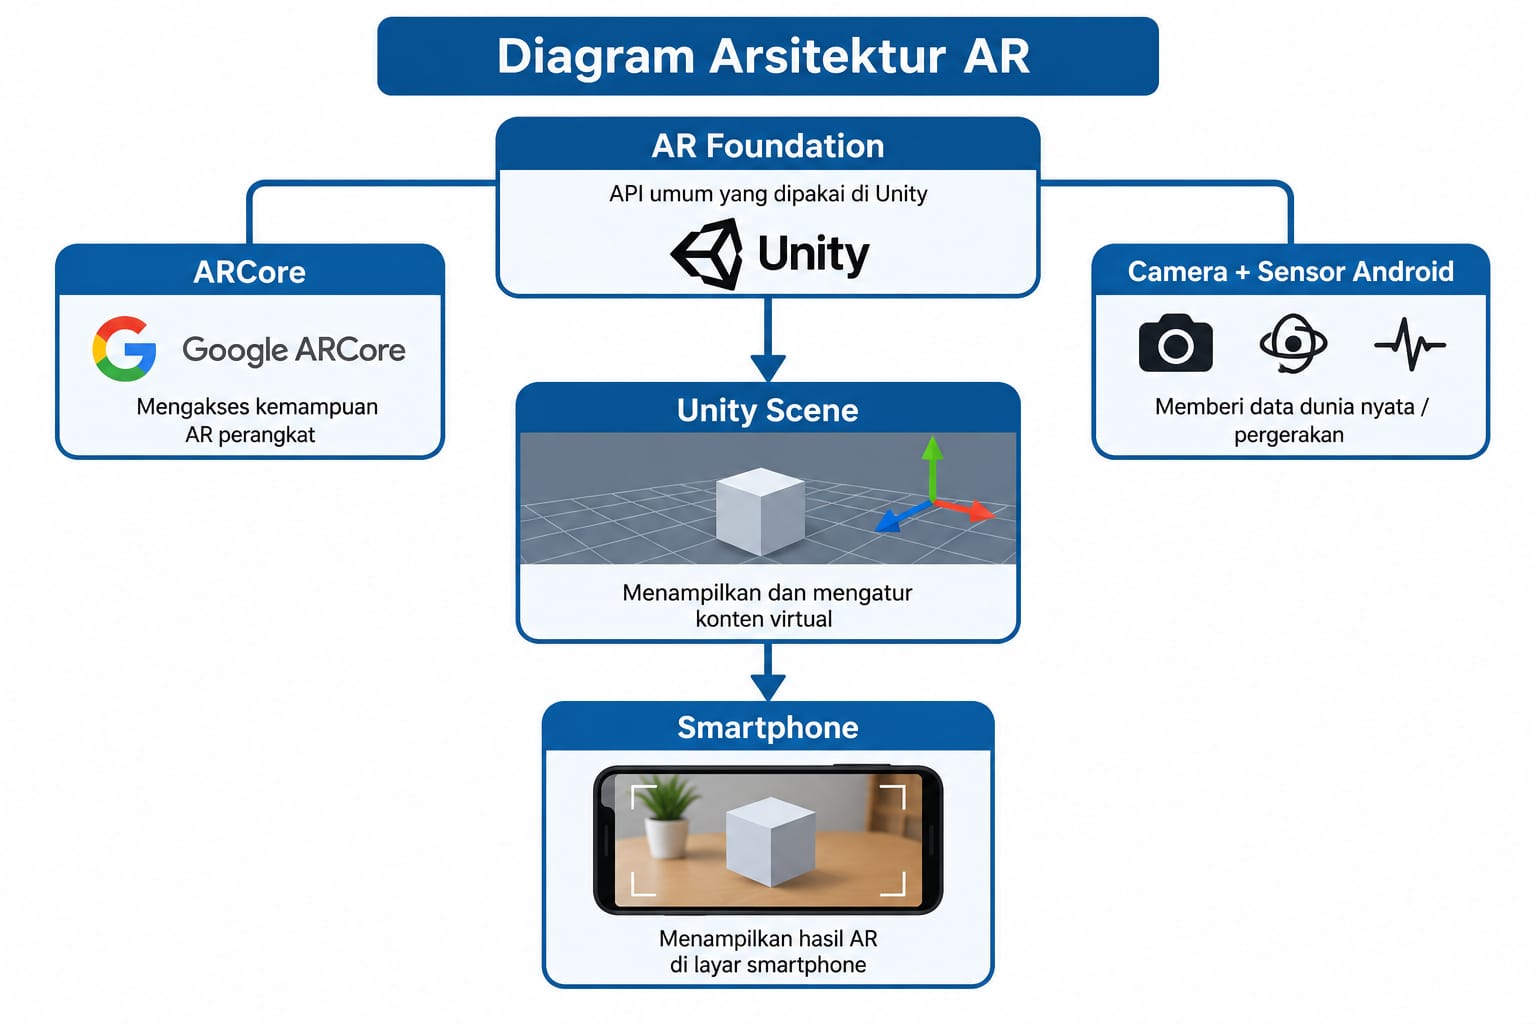 Diagram Arsitektur AR
AR Foundation
API umum yang dipakai di Unity
Unity
ARCore
Google ARCore
Mengakses kemampuan
AR perangkat
Camera + Sensor Android
Memberi data dunia nyata /
pergerakan
Unity Scene
Menampilkan dan mengatur
konten virtual
Smartphone
Menampilkan hasil AR
di layar smartphone